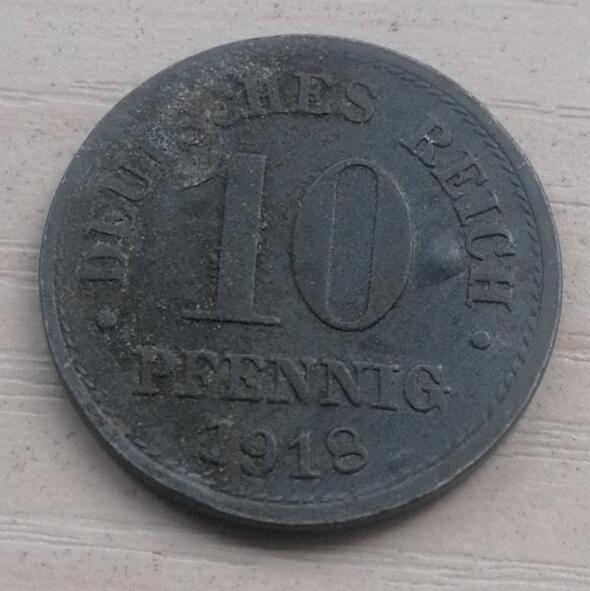 DEUTSCHES REICH
10
PFENNIG
1918